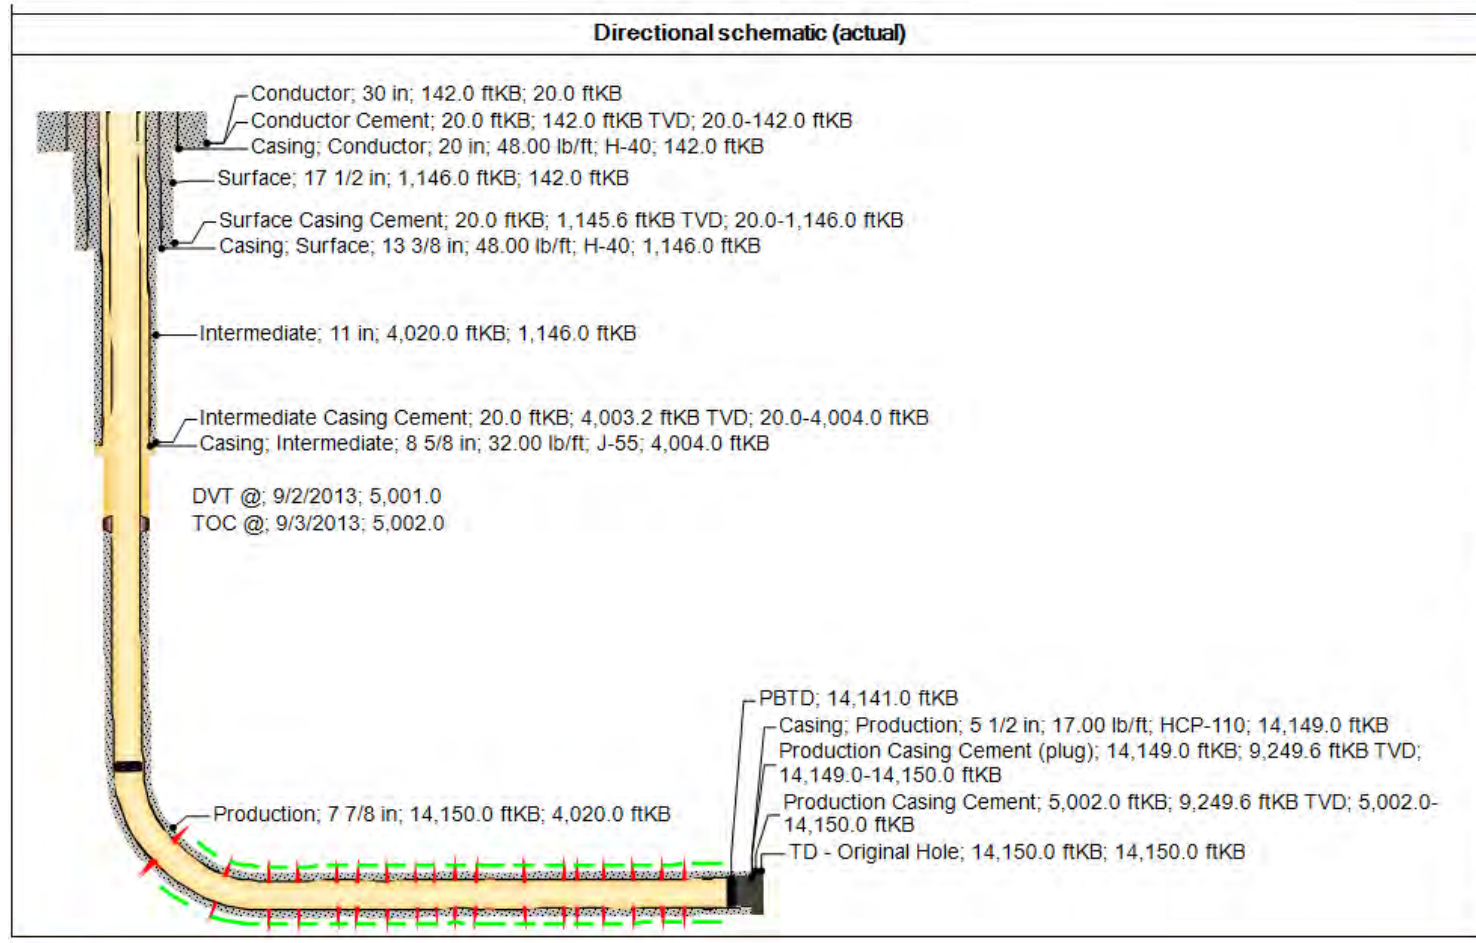 Directional schematic (actual)
Conductor; 30 in; 142.0 ftKB; 20.0 ftKB
Conductor Cement; 20.0 ftKB; 142.0 ftKB TVD; 20.0-142.0 ftKB
Casing; Conductor; 20 in; 48.00 lb/ft; H-40; 142.0 ftKB
Surface; 17 1/2 in; 1,146.0 ftKB; 142.0 ftKB
Surface Casing Cement; 20.0 ftKB; 1,145.6 ftKB TVD; 20.0-1,146.0 ftKB
Casing; Surface; 13 3/8 in; 48.00 lb/ft; H-40; 1,146.0 ftKB
Intermediate; 11 in; 4,020.0 ftKB; 1,146.0 ftKB
Intermediate Casing Cement; 20.0 ftKB; 4,003.2 ftKB TVD; 20.0-4,004.0 ftKB
Casing; Intermediate; 8 5/8 in; 32.00 lb/ft; J-55; 4,004.0 ftKB
DVT @; 9/2/2013; 5,001.0
TOC @; 9/3/2013; 5,002.0
PBTD; 14,141.0 ftKB
Casing; Production; 5 1/2 in; 17.00 lb/ft; HCP-110; 14,149.0 ftKB
Production Casing Cement (plug); 14,149.0 ftKB; 9,249.6 ftKB TVD;
14,149.0-14,150.0 ftKB
Production Casing Cement; 5,002.0 ftKB; 9,249.6 ftKB TVD; 5,002.0-
14,150.0 ftKB
Production; 7 7/8 in; 14,150.0 ftKB; 4,020.0 ftKB
TD - Original Hole; 14,150.0 ftKB; 14,150.0 ftKB